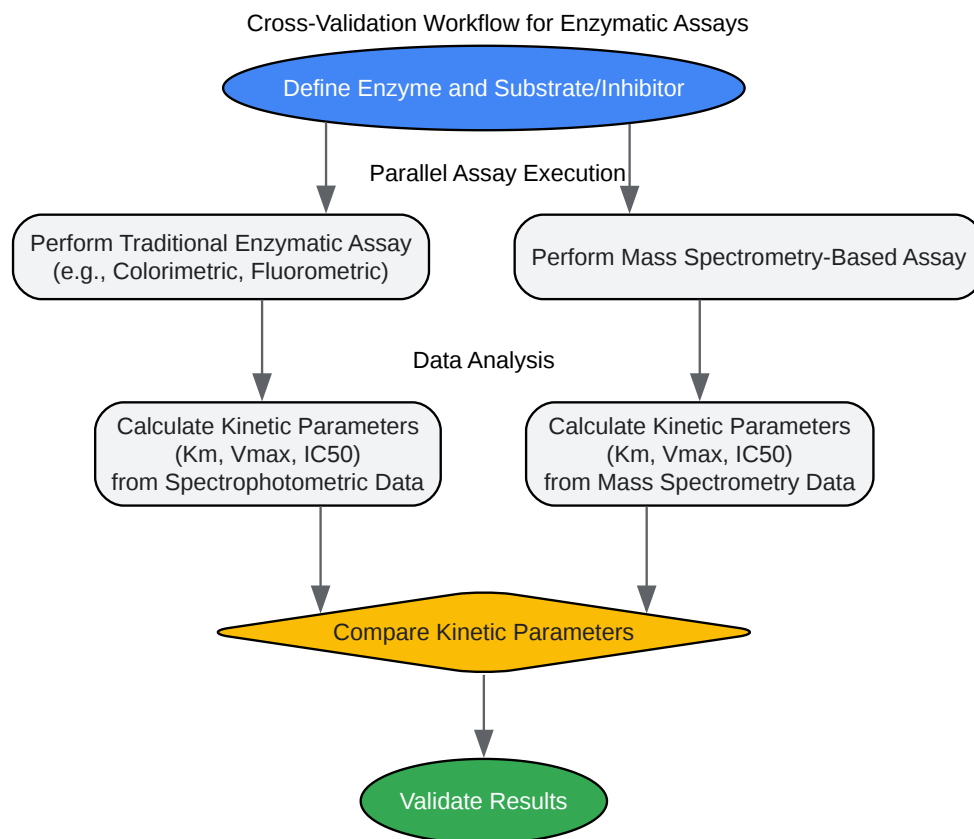 Cross-Validation Workflow for Enzymatic Assays
Define Enzyme and Substrate/Inhibitor
Parallel Assay Execution
Perform Traditional Enzymatic Assay
(e.g., Colorimetric, Fluorometric)
Perform Mass Spectrometry-Based Assay
Data Analysis
Calculate Kinetic Parameters
(Km, Vmax, IC50)
from Spectrophotometric Data
Calculate Kinetic Parameters
(Km, Vmax, IC50)
from Mass Spectrometry Data
Compare Kinetic Parameters
Validate Results